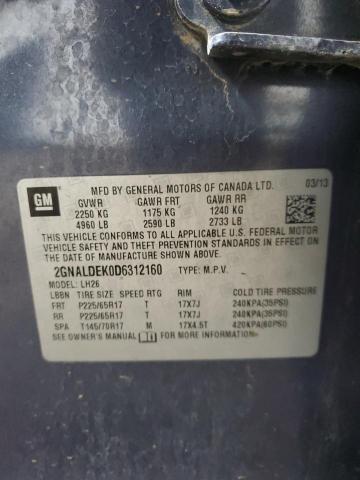 GM
MFD BY GENERAL MOTORS OF CANADA LTD. 03/13
GVWR GAWR FRT GAWR RR
2250 KG 1175 KG 1240 KG
4960 LB 2590 LB 2733 LB
THIS VEHICLE CONFORMS TO ALL APPLICABLE U.S. FEDERAL MOTOR
VEHICLE SAFETY AND THEFT PREVENTION STANDARDS IN EFFECT ON THE
DATE OF MANUFACTURE SHOWN ABOVE.
2GNALDEK0D6312160 TYPE: M.P.V.
MODEL: LH26
LBBN TIRE SIZE SPEED RTG RIM COLD TIRE PRESSURE
FRT P225/65R17 T 17X7J 240KPA(35PSI)
RR P225/65R17 T 17X7J 240KPA(35PSI)
SPA T145/70R17 M 17X4.5T 420KPA(60PSI)
SEE OWNER'S MANUAL FOR MORE INFORMATION